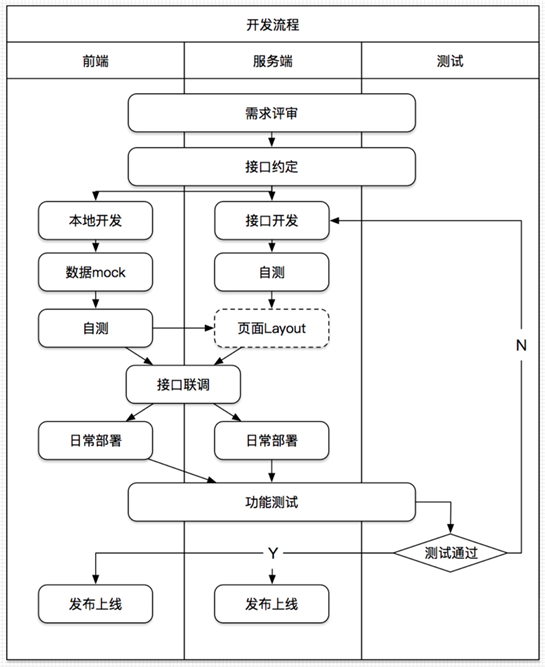 开发流程
前端
服务端
测试
需求评审
接口约定
本地开发
接口开发
数据mock
自测
自测
页面Layout
N
接口联调
日常部署
日常部署
功能测试
Y
测试通过
发布上线
发布上线